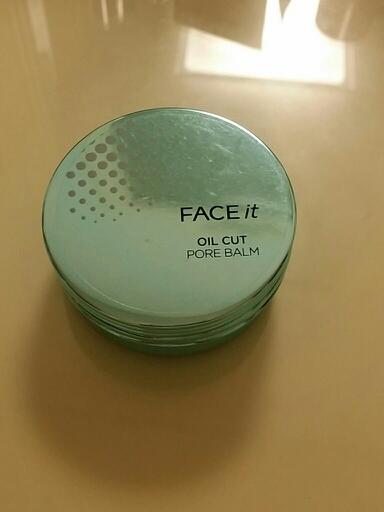 FACE it
OIL CUT
PORE BALM